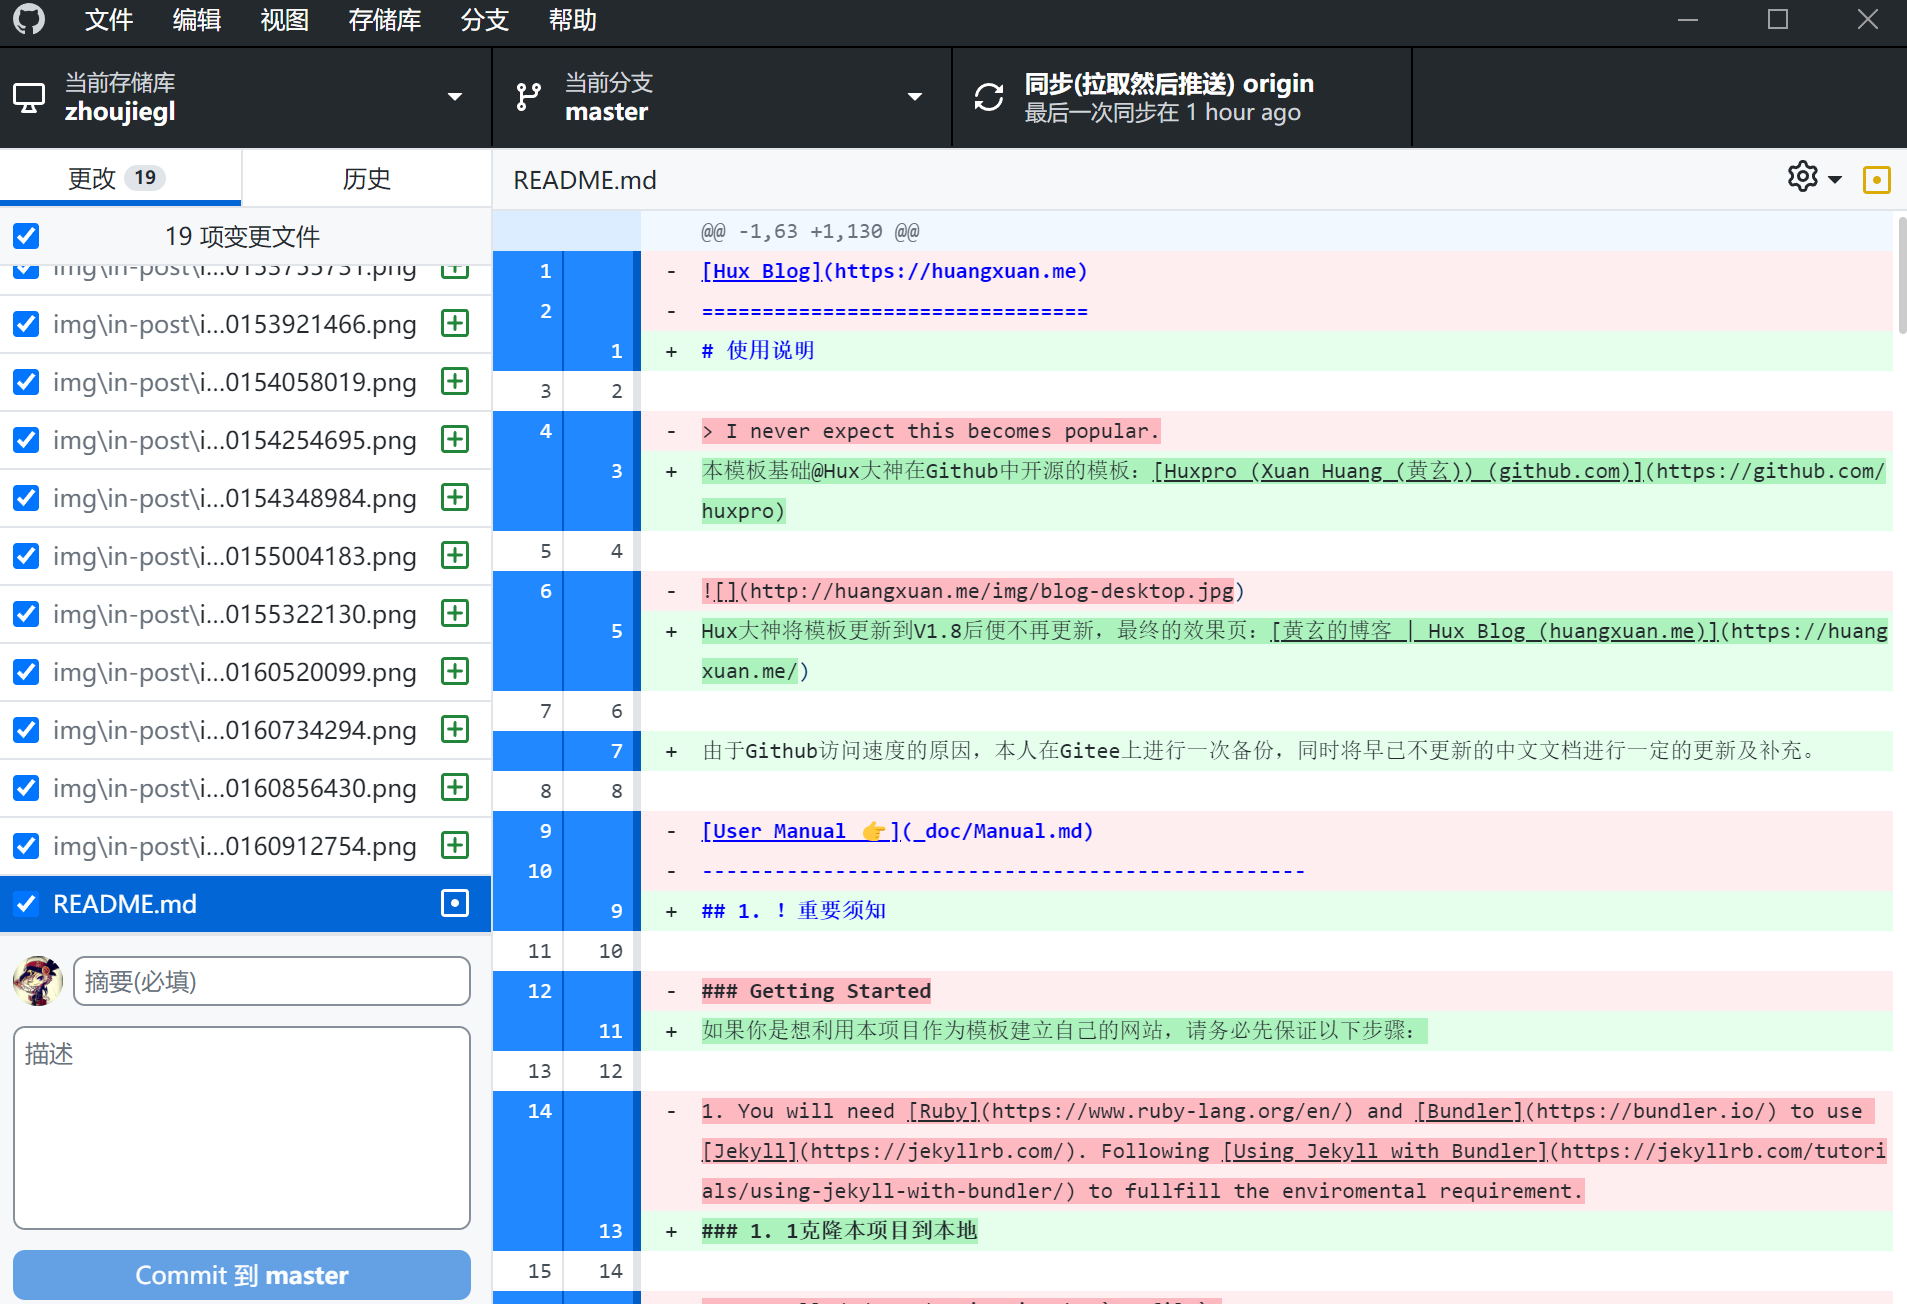 文件 编辑 视图 存储库 分支 帮助
当前存储库
zhoujiegl
当前分支
master
同步(拉取然后推送) origin
最后一次同步在 1 hour ago
更改 19
历史
19 项变更文件
img\in-post\i...0153755731.png
img\in-post\i...0153921466.png
img\in-post\i...0154058019.png
img\in-post\i...0154254695.png
img\in-post\i...0154348984.png
img\in-post\i...0155004183.png
img\in-post\i...0155322130.png
img\in-post\i...0160520099.png
img\in-post\i...0160734294.png
img\in-post\i...0160856430.png
img\in-post\i...0160912754.png
README.md
摘要(必填)
描述
Commit 到 master
README.md
@@ -1,63 +1,130 @@
1 - [Hux Blog](https://huangxuan.me)
2 - ================================
1 + # 使用说明
3 2
4 - > I never expect this becomes popular.
3 + 本模板基础@Hux大神在Github中开源的模板：[Huxpro (Xuan Huang (黄玄)) (github.com)](https://github.com/
huxpro)
5 4
6 - ![](http://huangxuan.me/img/blog-desktop.jpg)
5 + Hux大神将模板更新到V1.8后便不再更新，最终的效果页：[黄玄的博客 | Hux Blog (huangxuan.me)](https://huang
xuan.me/)
7 6
7 + 由于Github访问速度的原因，本人在Gitee上进行一次备份，同时将早已不更新的中文文档进行一定的更新及补充。
8 8
9 - [User Manual 👉](_doc/Manual.md)
10 - --------------------------------------------------
9 + ## 1. ！重要须知
11 10
12 - ### Getting Started
11 + 如果你是想利用本项目作为模板建立自己的网站，请务必先保证以下步骤：
13 12
14 - 1. You will need [Ruby](https://www.ruby-lang.org/en/) and [Bundler](https://bundler.io/) to use
[Jekyll](https://jekyllrb.com/). Following [Using Jekyll with Bundler](https://jekyllrb.com/tutori
als/using-jekyll-with-bundler/) to fullfill the enviromental requirement.
13 + ### 1. 1克隆本项目到本地
15 14